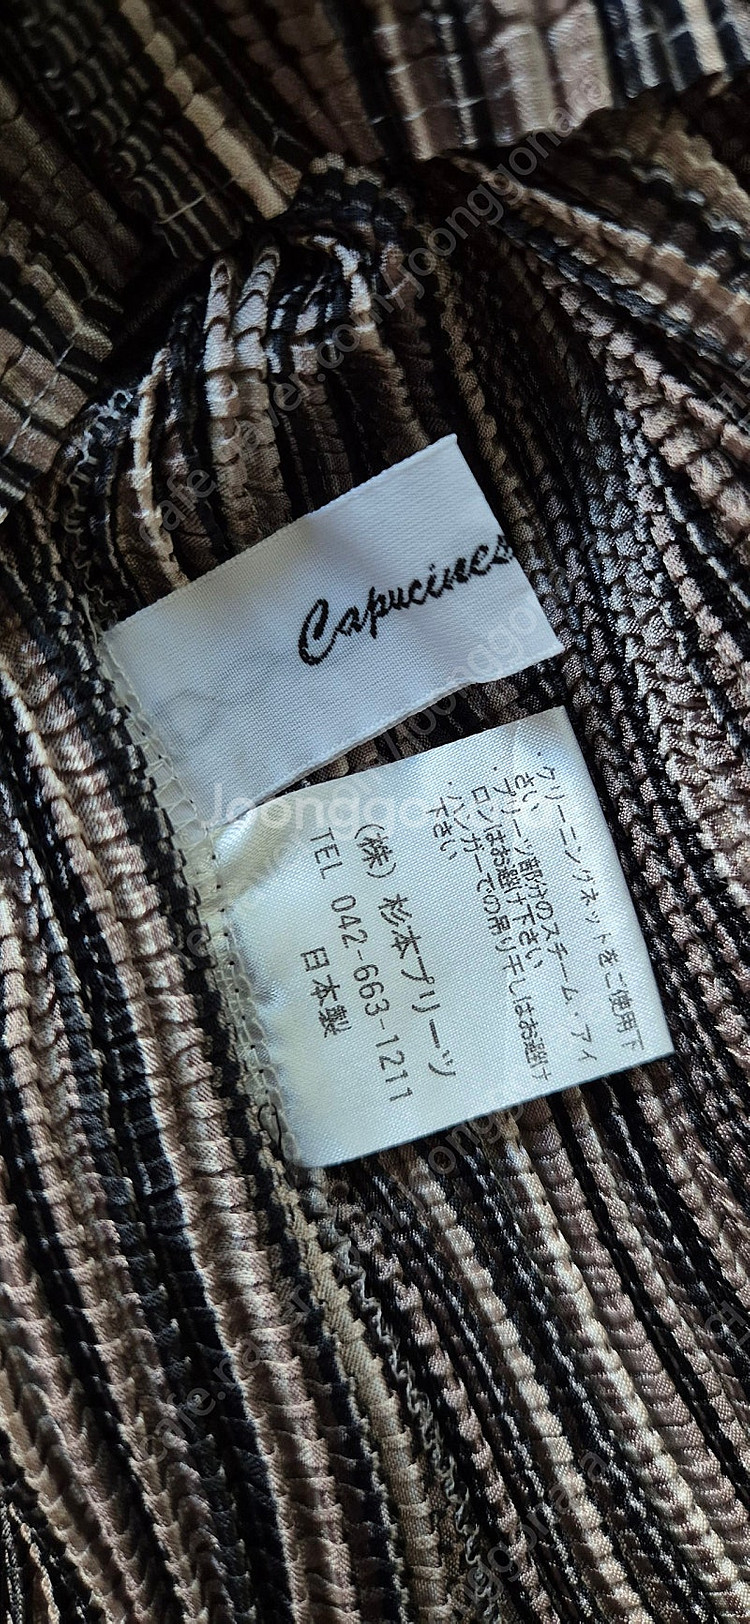 Capucines
・クリーニングネットをご使用下
さい
・プリーツ部分のスチーム・アイ
ロンはお避け下さい
・ハンガーでの吊り干しはお避け
下さい
(株) 杉本プリーツ
TEL 042-663-1211
日本製
Joonggonara